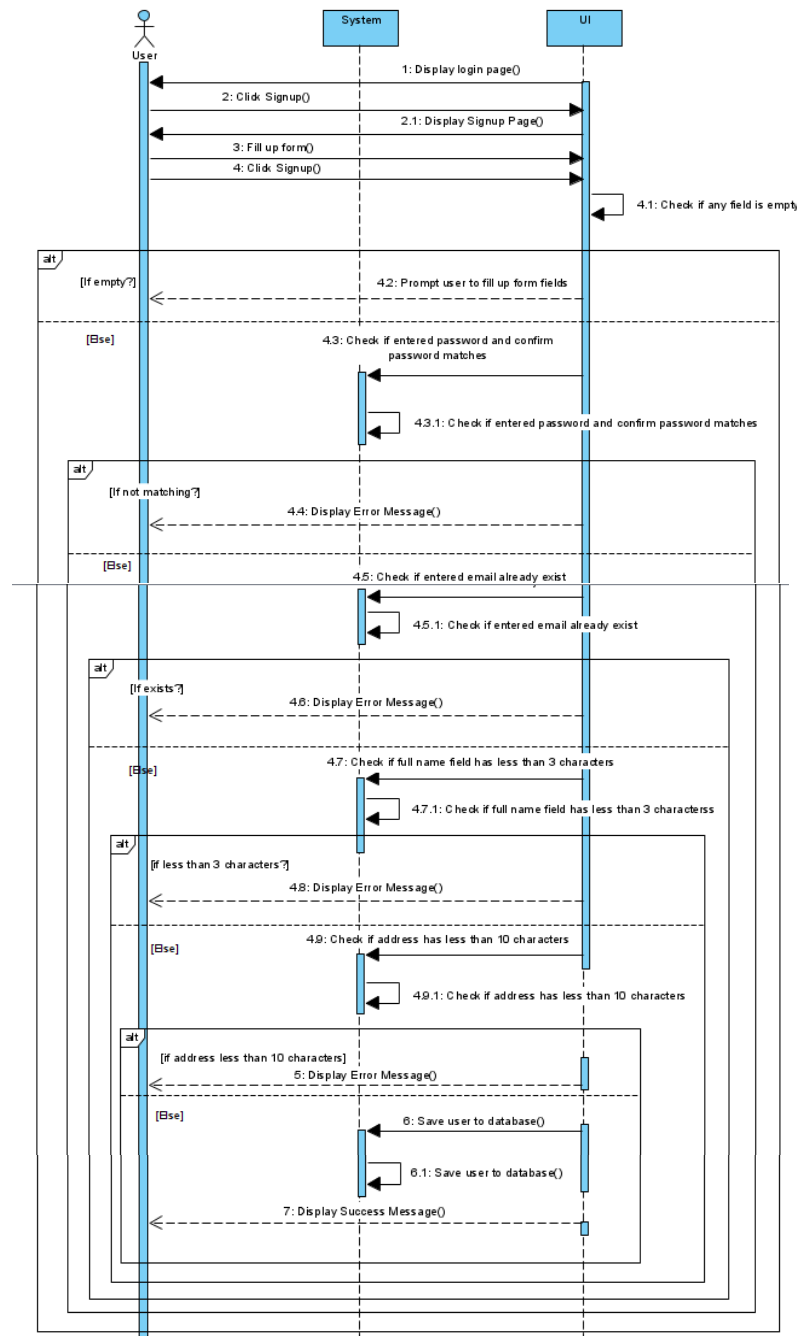 System
UI
User
1: Display login page()
2: Click Signup()
2.1: Display Signup Page()
3: Fill up form()
4: Click Signup()
4.1: Check if any field is empty
alt
[If empty?]
4.2: Prompt user to fill up form fields
[Else]
4.3: Check if entered password and confirm
password matches
4.3.1: Check if entered password and confirm password matches
alt
[If not matching?]
4.4: Display Error Message()
[Else]
4.5: Check if entered email already exist
4.5.1: Check if entered email already exist
alt
[If exists?]
4.6: Display Error Message()
[Else]
4.7: Check if full name field has less than 3 characters
4.7.1: Check if full name field has less than 3 characterss
alt
[if less than 3 characters?]
4.8: Display Error Message()
[Else]
4.9: Check if address has less than 10 characters
4.9.1: Check if address has less than 10 characters
alt
[if address less than 10 characters]
5: Display Error Message()
[Else]
6: Save user to database()
6.1: Save user to database()
7: Display Success Message()